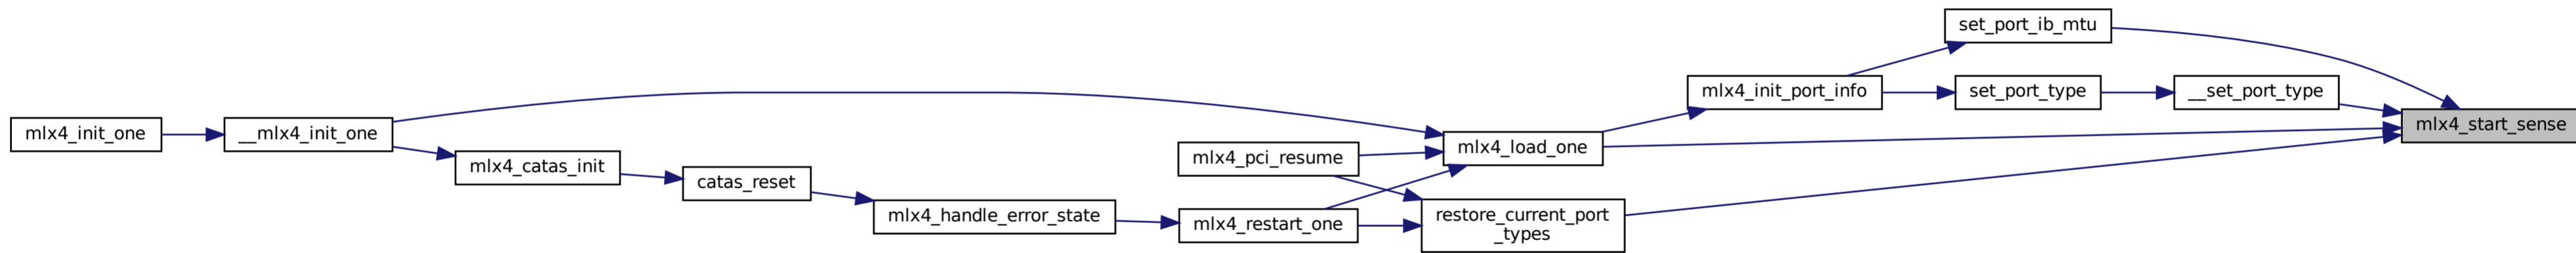 set_port_ib_mtu
mlx4_init_port_info
set_port_type
__set_port_type
mlx4_start_sense
mlx4_init_one
__mlx4_init_one
mlx4_load_one
mlx4_pci_resume
mlx4_catas_init
catas_reset
mlx4_handle_error_state
mlx4_restart_one
restore_current_port
_types